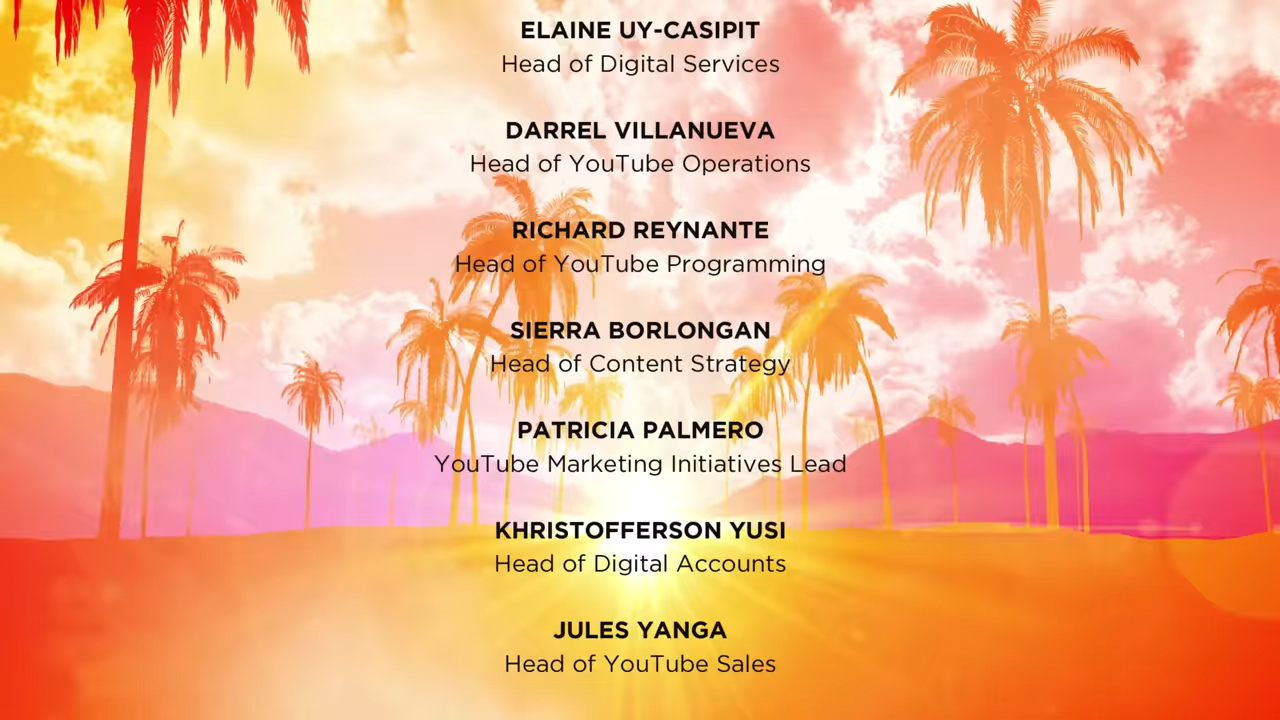 ELAINE UY-CASIPIT
Head of Digital Services
DARREL VILLANUEVA
Head of YouTube Operations
RICHARD REYNANTE
Head of YouTube Programming
SIERRA BORLONGAN
Head of Content Strategy
PATRICIA PALMERO
YouTube Marketing Initiatives Lead
KHRISTOFFERSON YUSI
Head of Digital Accounts
JULES YANGA
Head of YouTube Sales